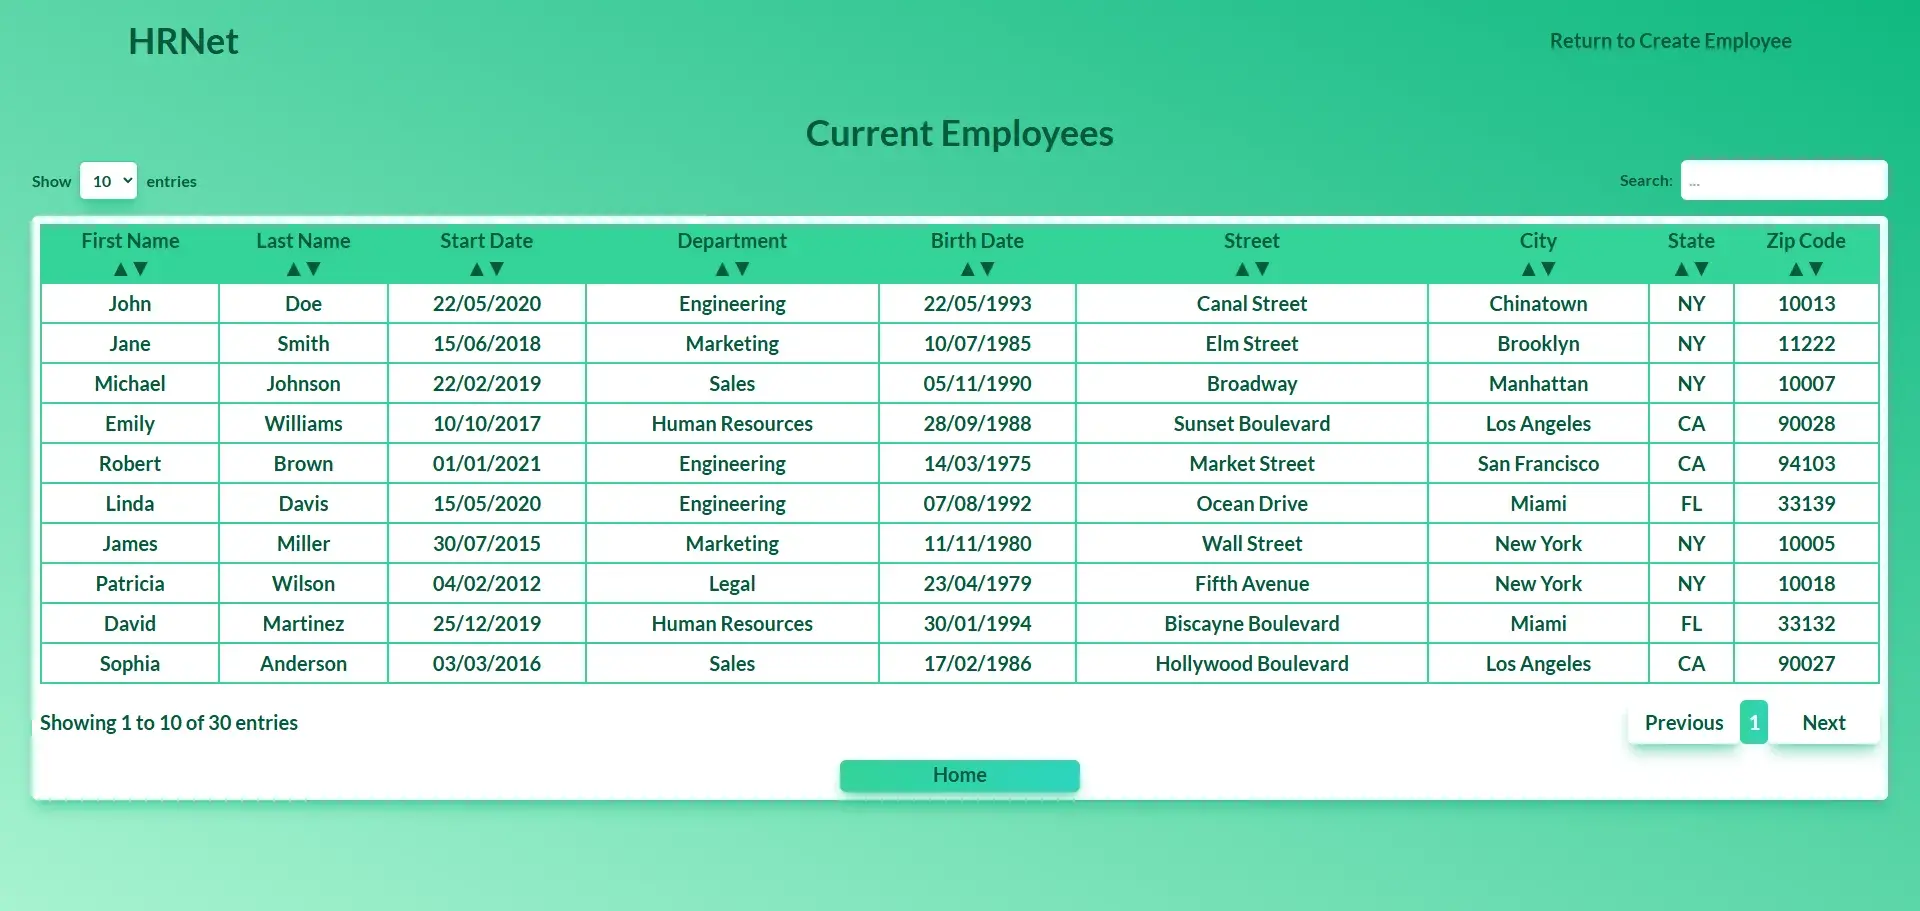 HRNet Return to Create Employee
Current Employees
Show 10 entries Search: ...
First Name Last Name Start Date Department Birth Date Street City State Zip Code
▲▼ ▲▼ ▲▼ ▲▼ ▲▼ ▲▼ ▲▼ ▲▼ ▲▼
John Doe 22/05/2020 Engineering 22/05/1993 Canal Street Chinatown NY 10013
Jane Smith 15/06/2018 Marketing 10/07/1985 Elm Street Brooklyn NY 11222
Michael Johnson 22/02/2019 Sales 05/11/1990 Broadway Manhattan NY 10007
Emily Williams 10/10/2017 Human Resources 28/09/1988 Sunset Boulevard Los Angeles CA 90028
Robert Brown 01/01/2021 Engineering 14/03/1975 Market Street San Francisco CA 94103
Linda Davis 15/05/2020 Engineering 07/08/1992 Ocean Drive Miami FL 33139
James Miller 30/07/2015 Marketing 11/11/1980 Wall Street New York NY 10005
Patricia Wilson 04/02/2012 Legal 23/04/1979 Fifth Avenue New York NY 10018
David Martinez 25/12/2019 Human Resources 30/01/1994 Biscayne Boulevard Miami FL 33132
Sophia Anderson 03/03/2016 Sales 17/02/1986 Hollywood Boulevard Los Angeles CA 90027
Showing 1 to 10 of 30 entries Previous 1 Next
Home